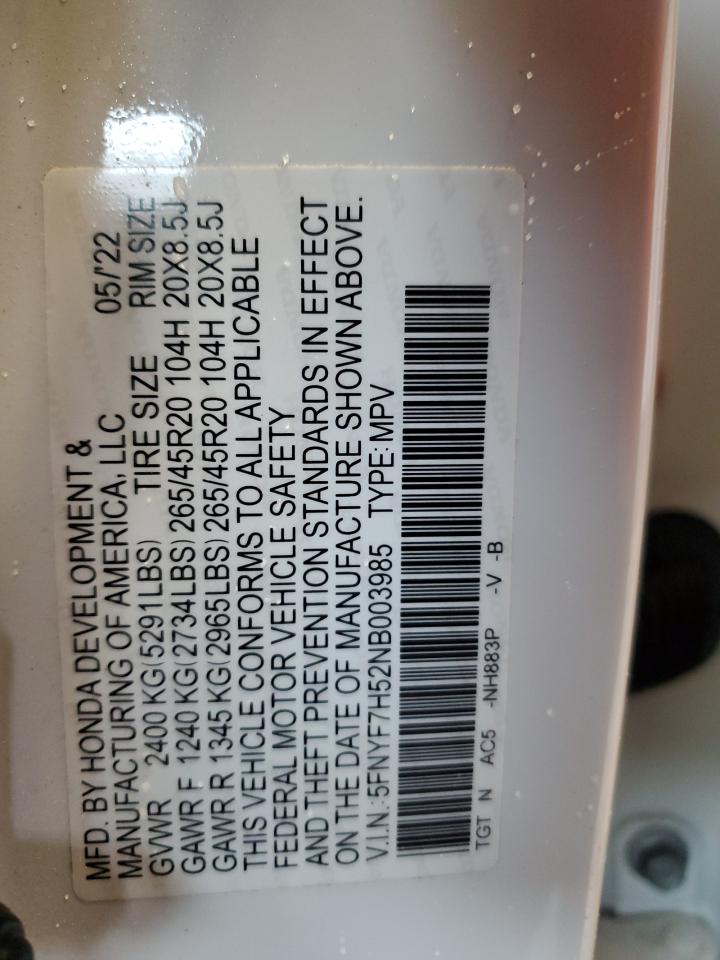 MFD. BY HONDA DEVELOPMENT & 05/'22
MANUFACTURING OF AMERICA, LLC
GVWR 2400 KG(5291LBS) TIRE SIZE RIM SIZE
GAWR F 1240 KG(2734LBS) 265/45R20 104H 20X8.5J
GAWR R 1345 KG(2965LBS) 265/45R20 104H 20X8.5J
THIS VEHICLE CONFORMS TO ALL APPLICABLE
FEDERAL MOTOR VEHICLE SAFETY
AND THEFT PREVENTION STANDARDS IN EFFECT
ON THE DATE OF MANUFACTURE SHOWN ABOVE.
V.I.N.:5FNYF7H52NB003985 TYPE:MPV
TGT N AC5 -NH883P -V -B